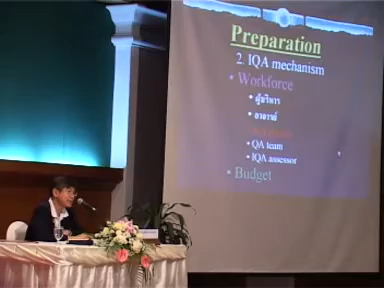 Preparation
2. IQA mechanism
• Workforce
• ผู้บริหาร
• อาจารย์
• QA team
• IQA assessor
• Budget